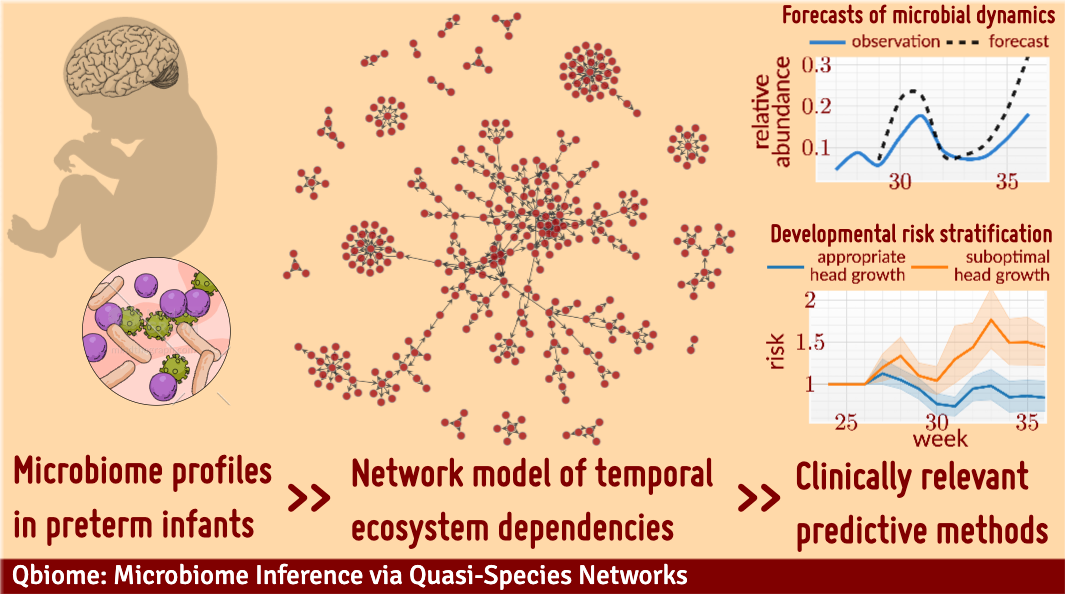 Forecasts of microbial dynamics
observation forecast
relative
abundance
0.3
0.2
0.1
30 35
Developmental risk stratification
appropriate
head growth
suboptimal
head growth
risk
2
1.5
1
25 30 35
week
Microbiome profiles
in preterm infants
>>
Network model of temporal
ecosystem dependencies
>>
Clinically relevant
predictive methods
Qbiome: Microbiome Inference via Quasi-Species Networks